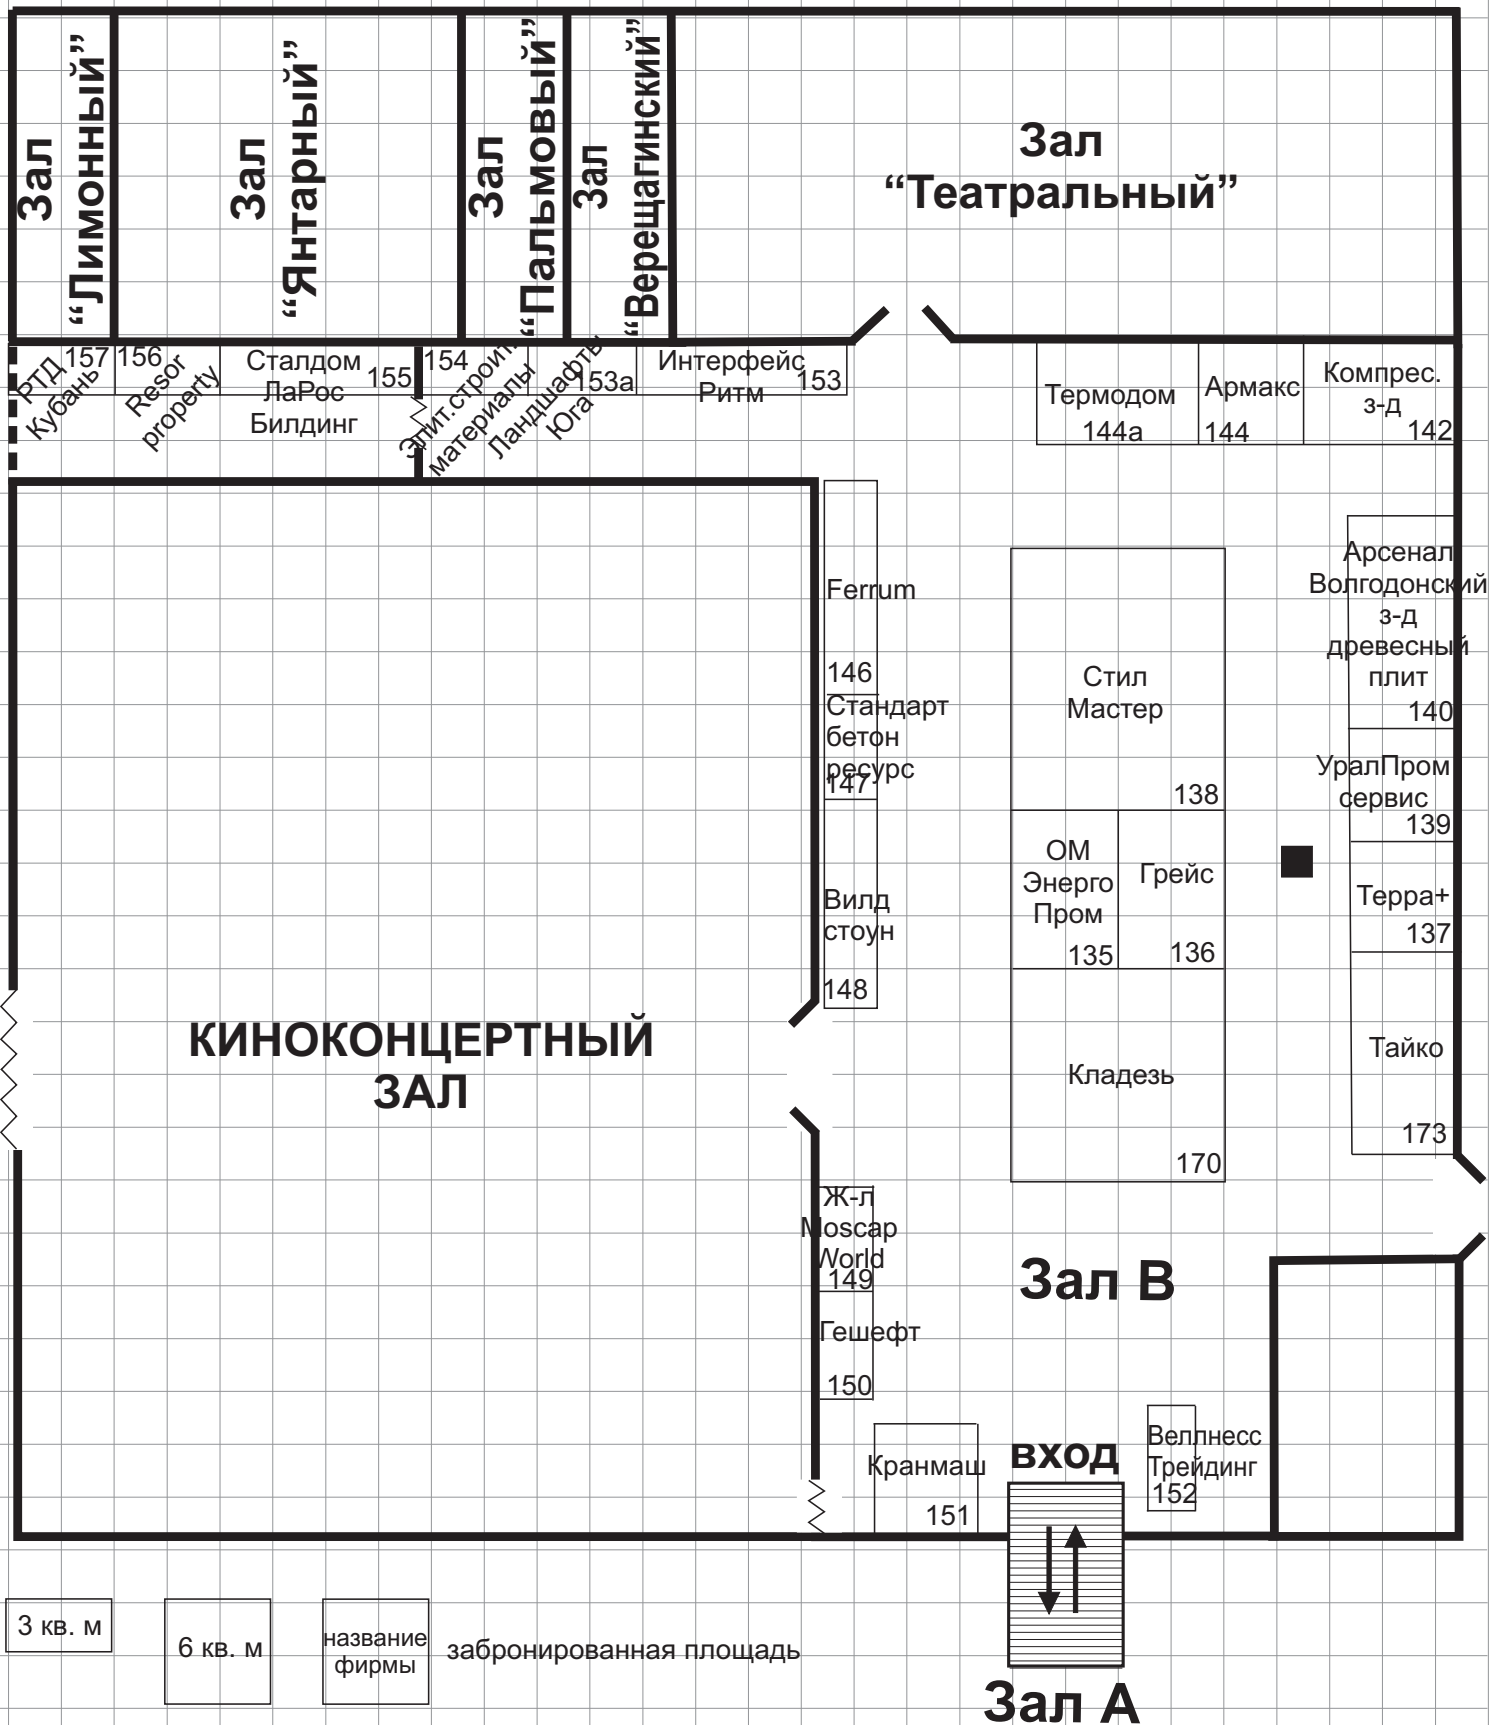 Зал
“Лимонный”
Зал
“Янтарный”
Зал
“Пальмовый”
Зал
“Верещагинский”
Зал
“Театральный”
РТД
Кубань
157
156
Resor
property
Сталдом
ЛаРос
Билдинг
155
154
Элит.строит.
материалы
Ландшафты
Юга
153а
Интерфейс
Ритм
153
Термодом
144а
Армакс
144
Компрес.
з-д
142
Ferrum
146
Стандарт
бетон
ресурс
147
Вилд
стоун
148
Стил
Мастер
138
ОМ
Энерго
Пром
135
Грейс
136
Кладезь
170
Арсенал
Волгодонский
з-д
древесный
плит
140
УралПром
сервис
139
Терра+
137
Тайко
173
КИНОКОНЦЕРТНЫЙ
ЗАЛ
Ж-л
Moscap
World
149
Гешефт
150
Зал В
Кранмаш
151
вход
Веллнесс
Трейдинг
152
3 кв. м
6 кв. м
название
фирмы
забронированная площадь
Зал А